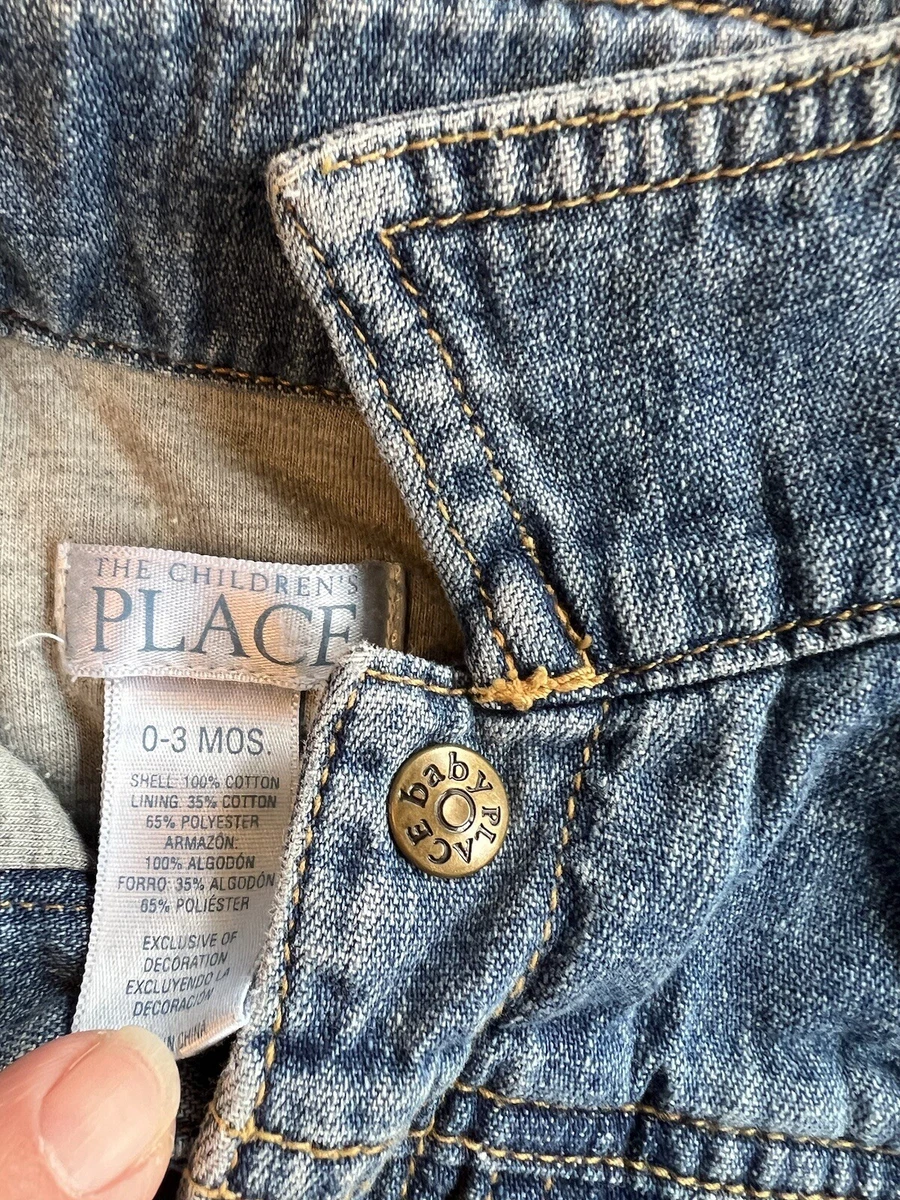 THE CHILDREN'S
PLACE
0-3 MOS.
SHELL: 100% COTTON
LINING: 35% COTTON
65% POLYESTER
ARMAZÓN:
100% ALGODÓN
FORRO: 35% ALGODÓN
65% POLIÉSTER
EXCLUSIVE OF
DECORATION
EXCLUYENDO LA
DECORACIÓN
CHINA
baby PLACE